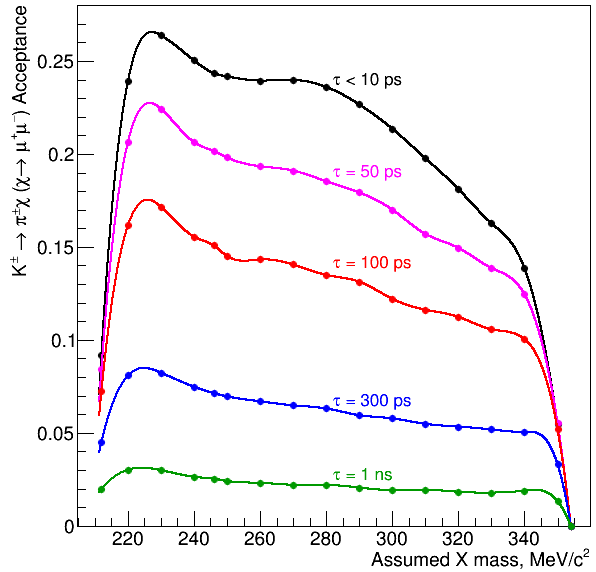 K± → π±χ (χ→ μ+μ−) Acceptance
0.25
0.2
0.15
0.1
0.05
0
τ < 10 ps
τ = 50 ps
τ = 100 ps
τ = 300 ps
τ = 1 ns
220 240 260 280 300 320 340
Assumed X mass, MeV/c²